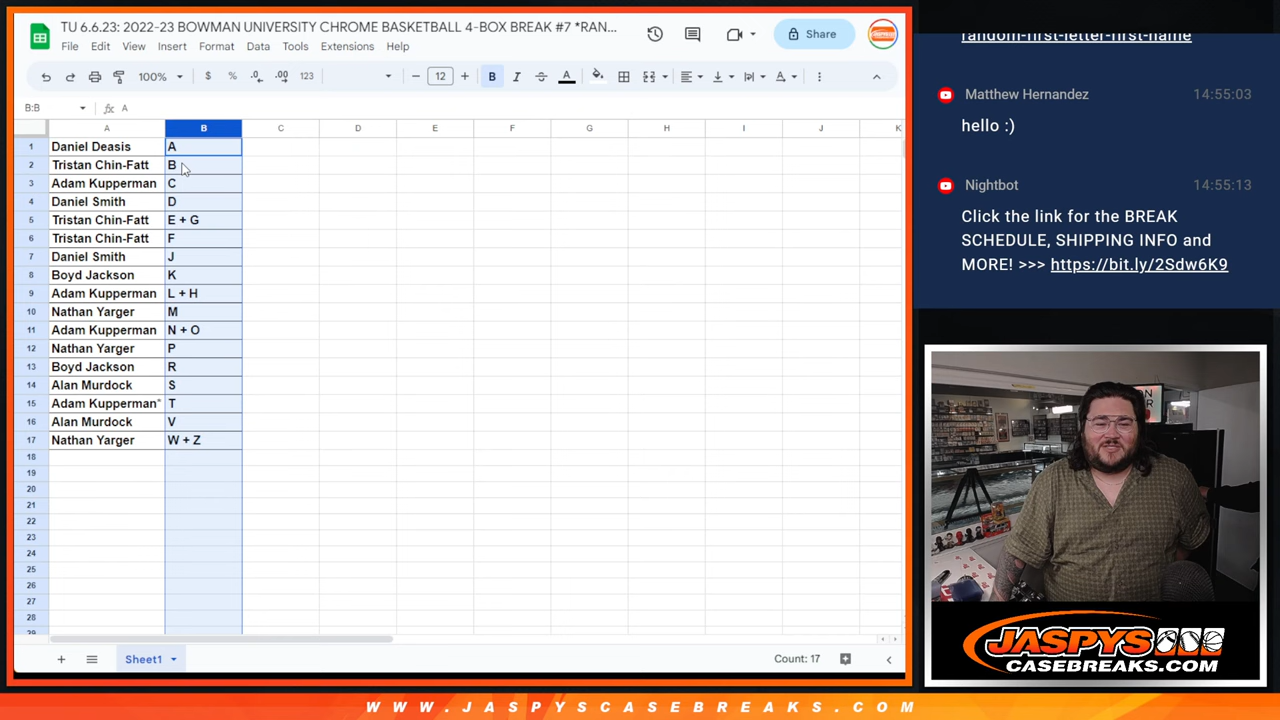 TU 6.6.23: 2022-23 BOWMAN UNIVERSITY CHROME BASKETBALL 4-BOX BREAK #7 *RAN...
File Edit View Insert Format Data Tools Extensions Help
Share
100% $ % .0 .00 123 12 B I A
B:B fx A
A B C D E F G H I J K
1 Daniel Deasis A
2 Tristan Chin-Fatt B
3 Adam Kupperman C
4 Daniel Smith D
5 Tristan Chin-Fatt E + G
6 Tristan Chin-Fatt F
7 Daniel Smith J
8 Boyd Jackson K
9 Adam Kupperman L + H
10 Nathan Yarger M
11 Adam Kupperman N + O
12 Nathan Yarger P
13 Boyd Jackson R
14 Alan Murdock S
15 Adam Kupperman* T
16 Alan Murdock V
17 Nathan Yarger W + Z
18
19
20
21
22
23
24
25
26
27
28
29
Sheet1
Count: 17
random-first-letter-first-name
Matthew Hernandez 14:55:03
hello :)
Nightbot 14:55:13
Click the link for the BREAK
SCHEDULE, SHIPPING INFO and
MORE! >>> https://bit.ly/2Sdw6K9
JASPYS
CASEBREAKS.COM
WWW.JASPYSCASEBREAKS.COM